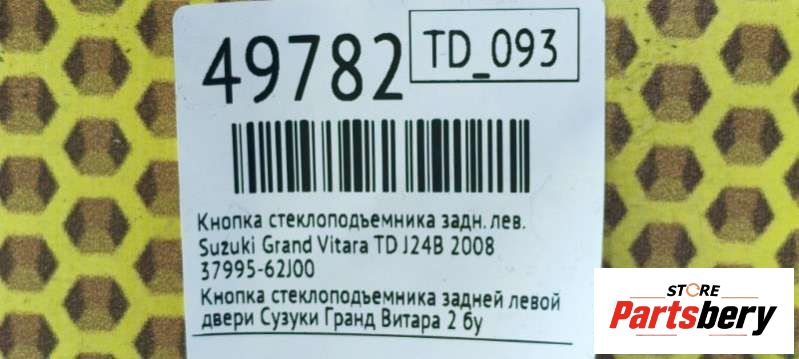 49782
TD_093
Кнопка стеклоподъемника задн. лев.
Suzuki Grand Vitara TD J24B 2008
37995-62J00
Кнопка стеклоподъемника задней левой
двери Сузуки Гранд Витара 2 бу
STORE
Partsbery